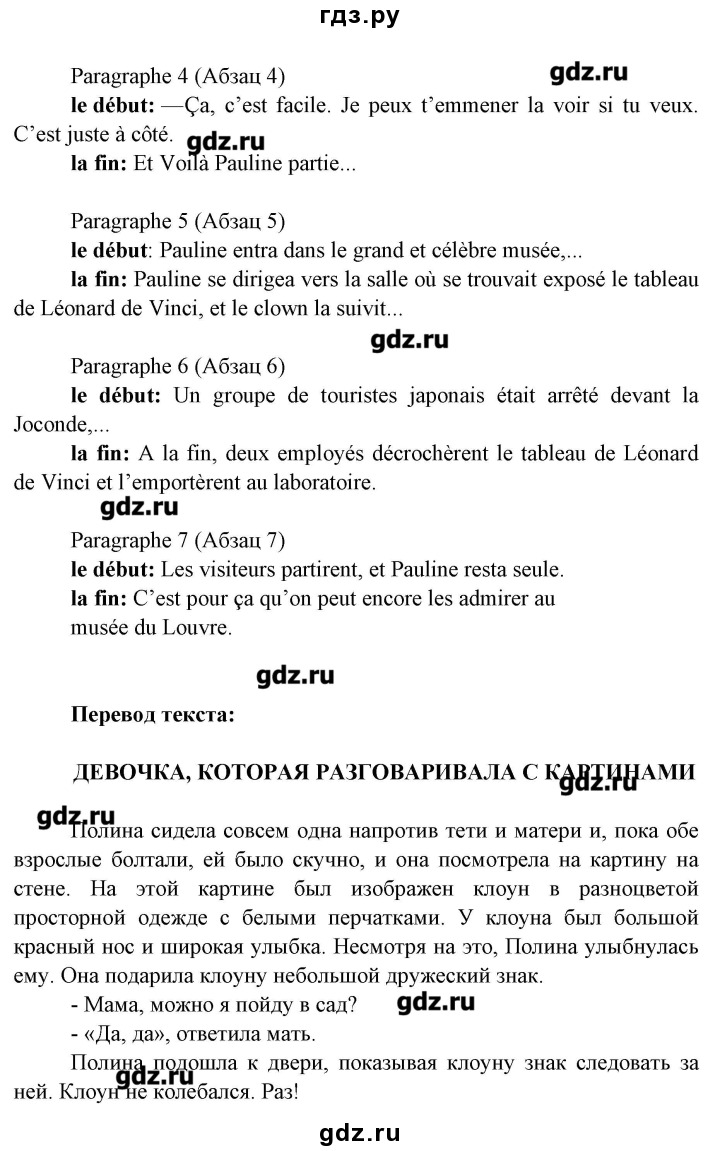 гдз.ру
Paragraphe 4 (Абзац 4)
gdz.ru
le début: —Ça, c’est facile. Je peux t’emmener la voir si tu veux.
C’est juste à côté.
gdz.ru
la fin: Et Voilà Pauline partie...
Paragraphe 5 (Абзац 5)
le début: Pauline entra dans le grand et célèbre musée,...
la fin: Pauline se dirigea vers la salle où se trouvait exposé le tableau
de Léonard de Vinci, et le clown la suivit...
gdz.ru
Paragraphe 6 (Абзац 6)
le début: Un groupe de touristes japonais était arrêté devant la
Joconde,...
la fin: A la fin, deux employés décrochèrent le tableau de Léonard
de Vinci et l’emportèrent au laboratoire.
gdz.ru
Paragraphe 7 (Абзац 7)
le début: Les visiteurs partirent, et Pauline resta seule.
la fin: C’est pour ça qu’on peut encore les admirer au
musée du Louvre.
gdz.ru
Перевод текста:
ДЕВОЧКА, КОТОРАЯ РАЗГОВАРИВАЛА С КАРТИНАМИ
gdz.ru
gdz.ru
Полина сидела совсем одна напротив тети и матери и, пока обе
взрослые болтали, ей было скучно, и она посмотрела на картину на
стене. На этой картине был изображен клоун в разноцветой
просторной одежде с белыми перчатками. У клоуна был большой
красный нос и широкая улыбка. Несмотря на это, Полина улыбнулась
ему. Она подарила клоуну небольшой дружеский знак.
- Мама, можно я пойду в сад?
gdz.ru
- «Да, да», ответила мать.
Полина подошла к двери, показывая клоуну знак следовать за
gdz.ru
ней. Клоун не колебался. Раз!
gdz.ru